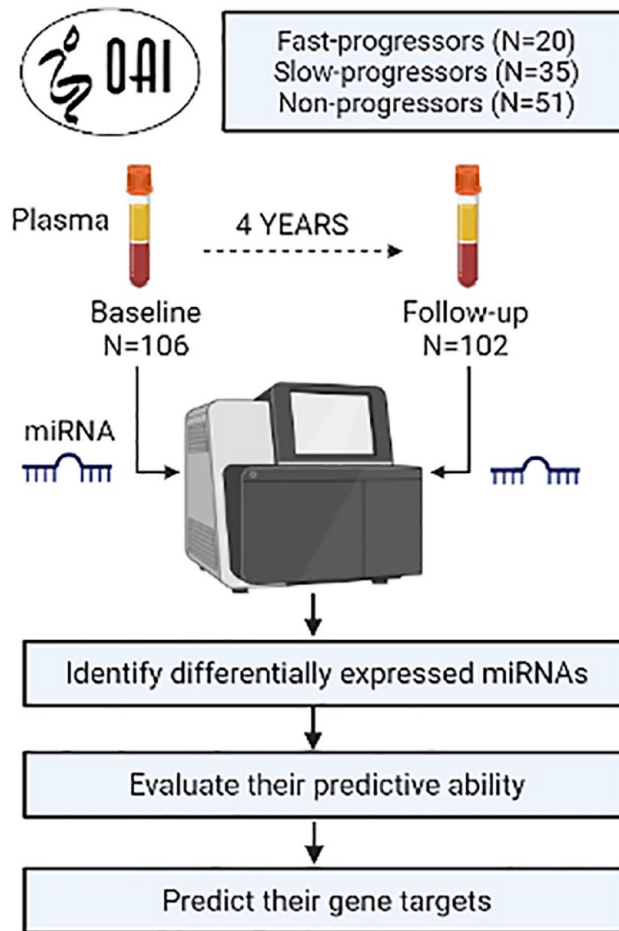 OAI
Fast-progressors (N=20)
Slow-progressors (N=35)
Non-progressors (N=51)
Plasma
4 YEARS
Baseline
N=106
Follow-up
N=102
miRNA
Identify differentially expressed miRNAs
Evaluate their predictive ability
Predict their gene targets